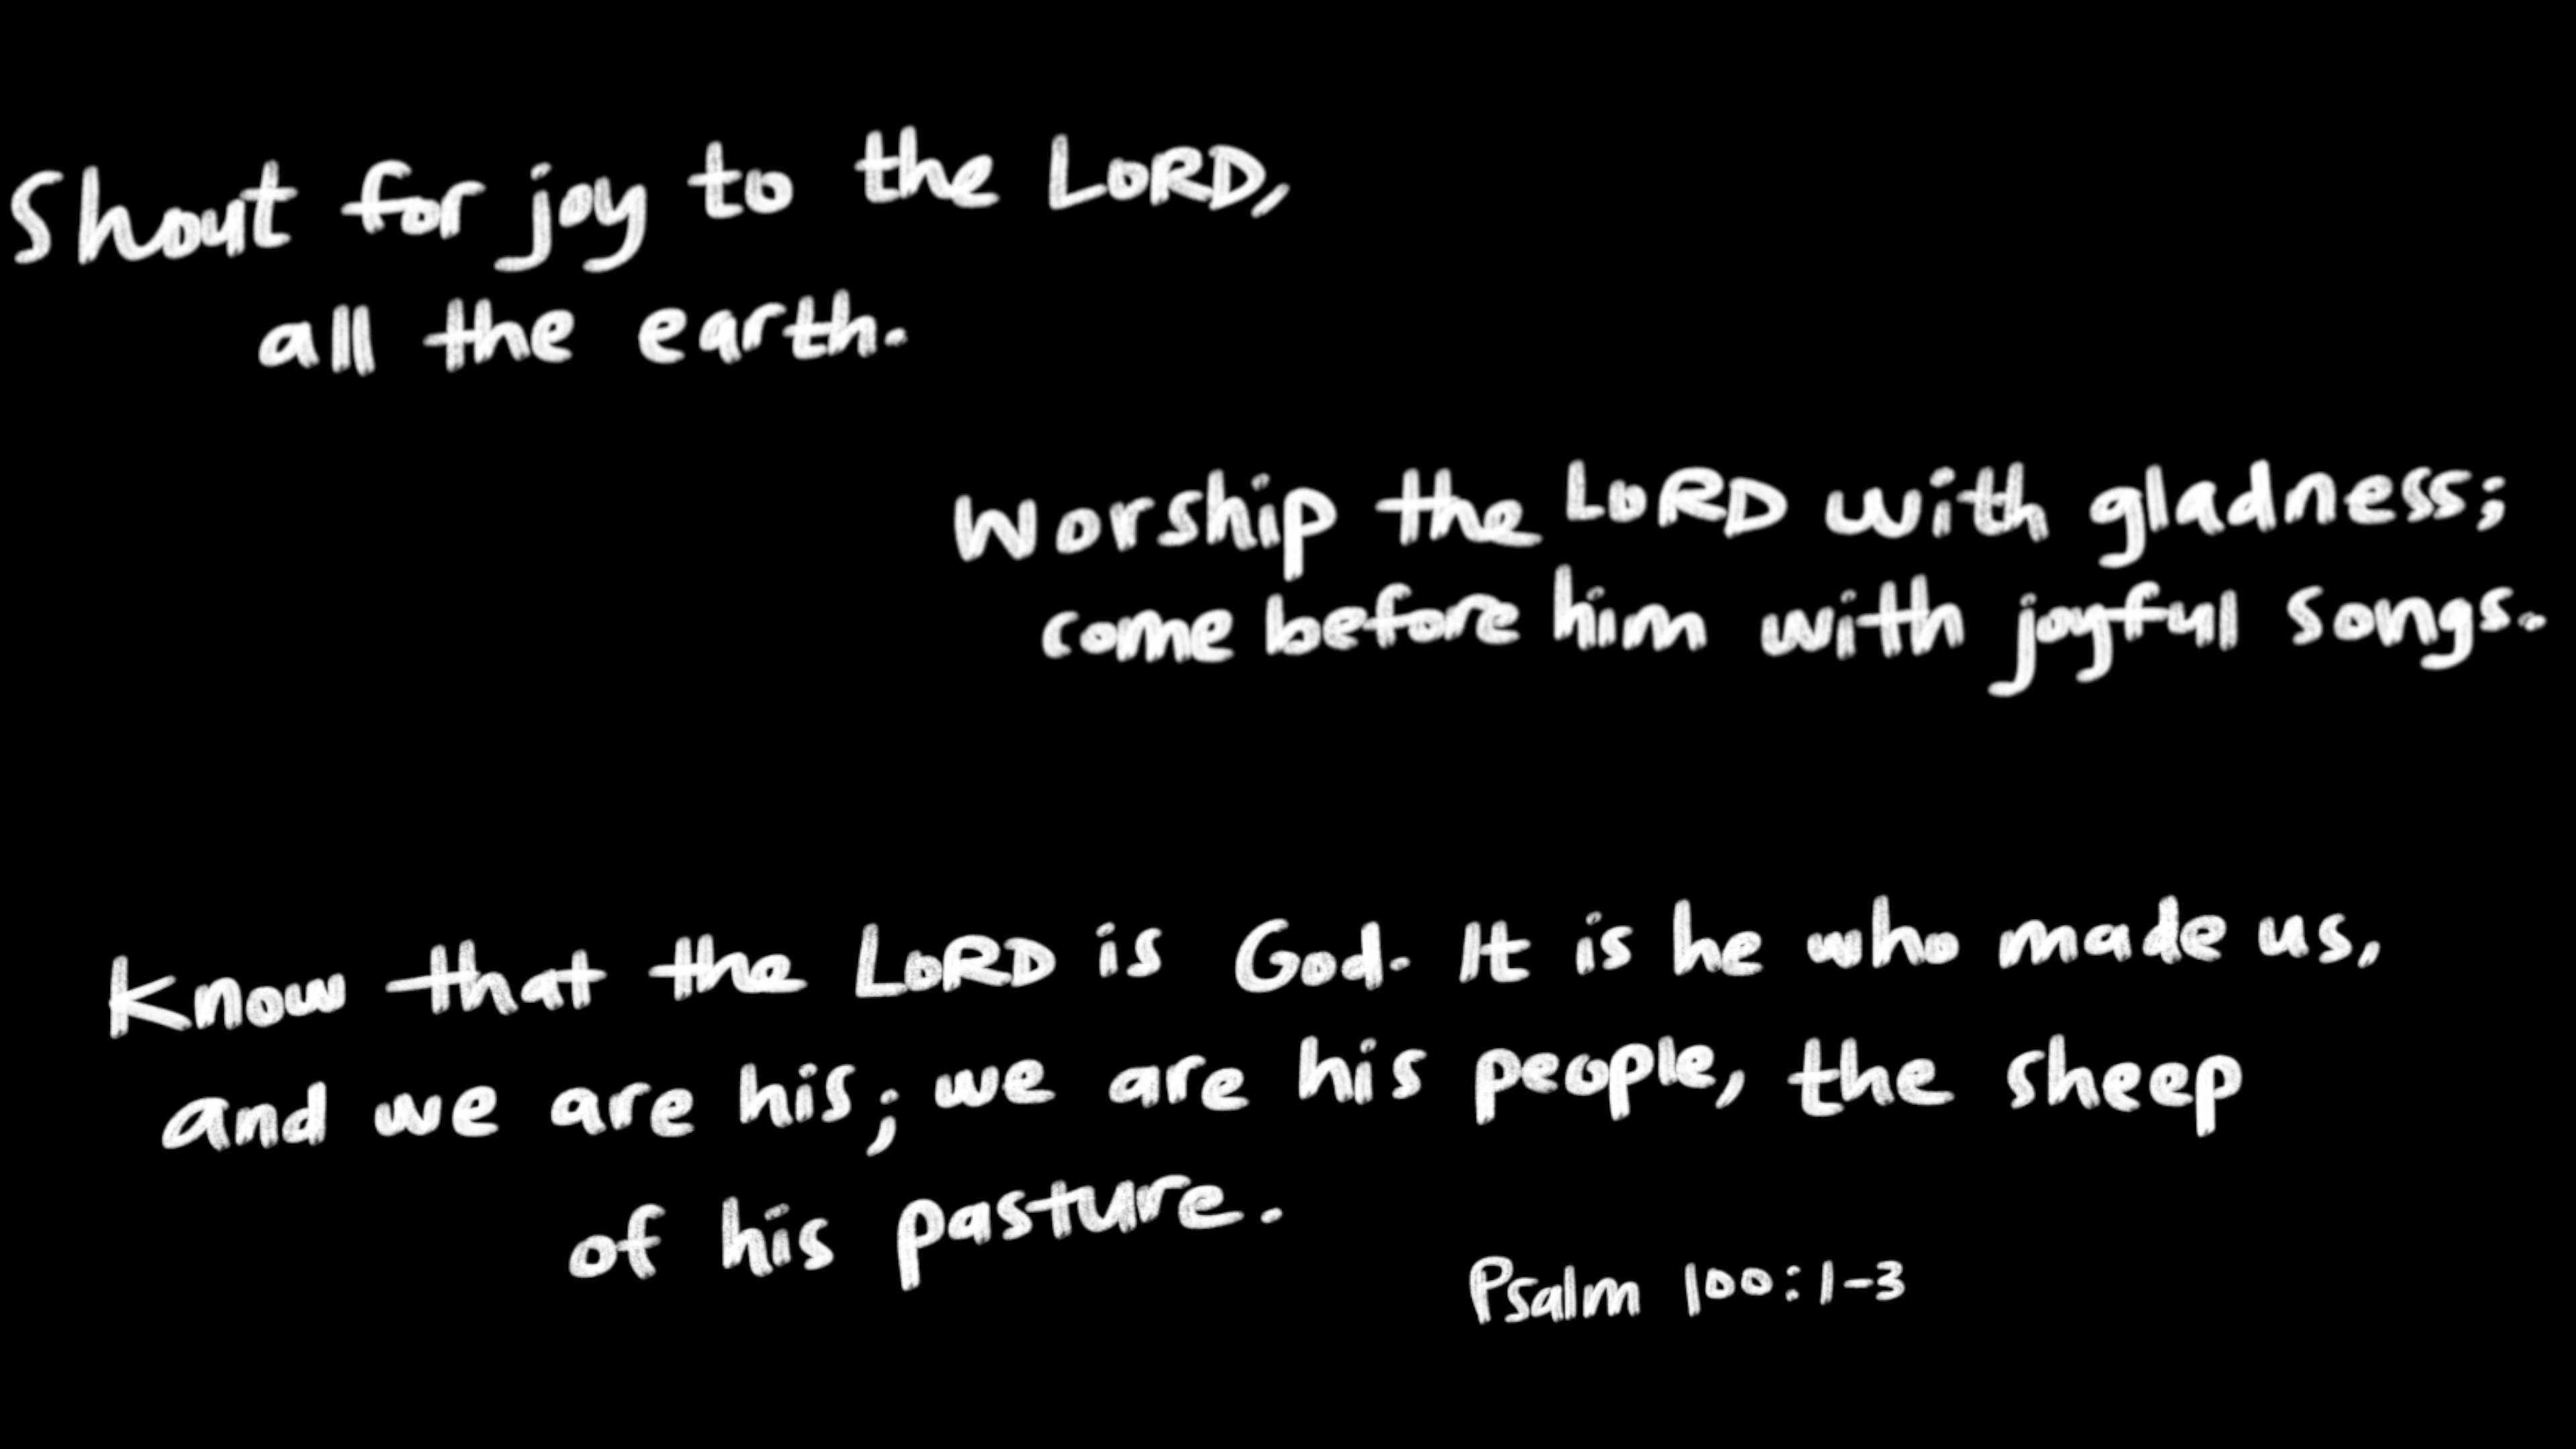 Shout for joy to the LORD,
all the earth.
Worship the LORD with gladness;
come before him with joyful songs.
Know that the LORD is God. It is he who made us,
and we are his; we are his people, the sheep
of his pasture.
Psalm 100:1-3